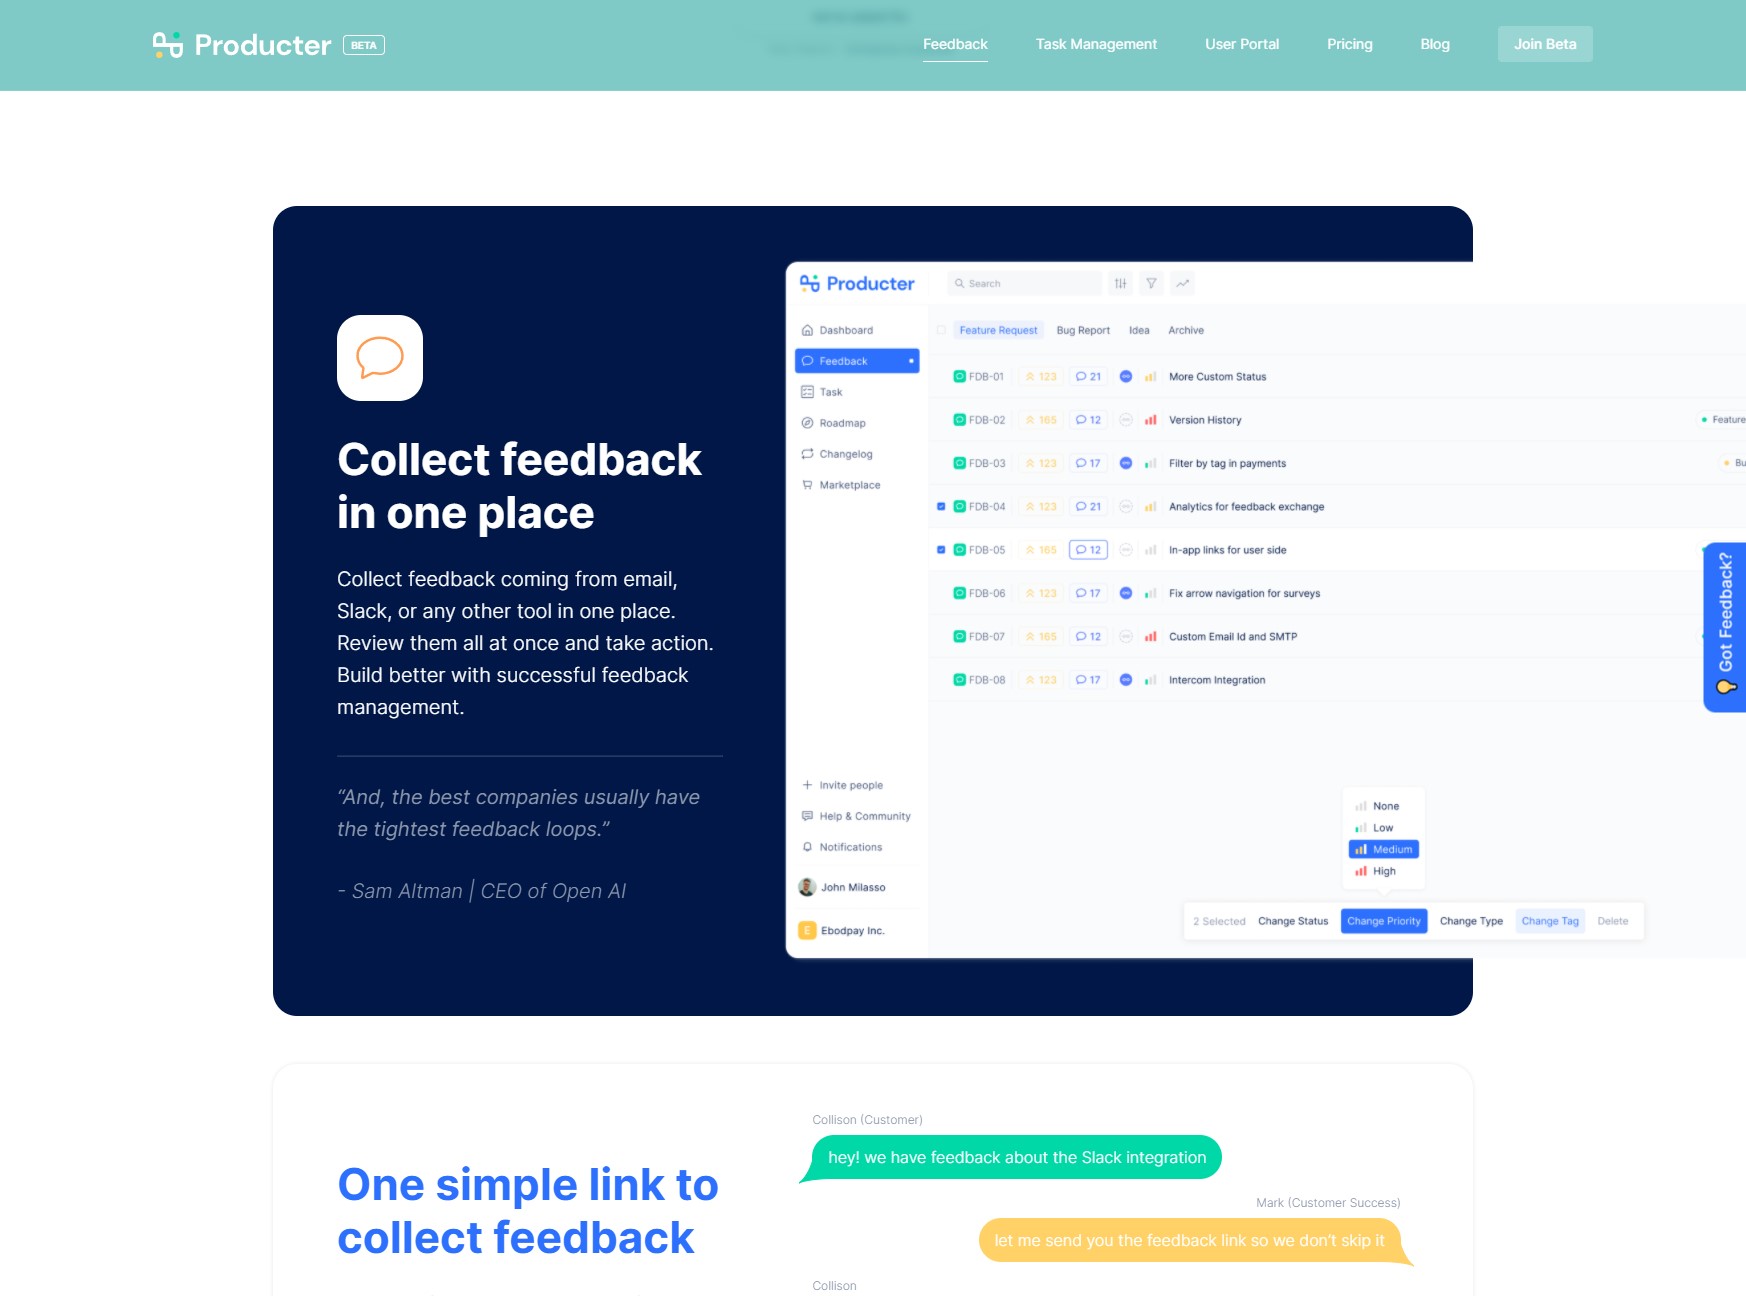 Producter BETA
Feedback Task Management User Portal Pricing Blog Join Beta
Collect feedback
in one place
Collect feedback coming from email,
Slack, or any other tool in one place.
Review them all at once and take action.
Build better with successful feedback
management.
“And, the best companies usually have
the tightest feedback loops.”
- Sam Altman | CEO of Open AI
Producter
Search
Dashboard
Feedback
Task
Roadmap
Changelog
Marketplace
Invite people
Help & Community
Notifications
John Milasso
E Ebodpay Inc.
Feature Request Bug Report Idea Archive
FDB-01 123 21 More Custom Status
FDB-02 165 12 Version History Feature
FDB-03 123 17 Filter by tag in payments Bu
FDB-04 123 21 Analytics for feedback exchange
FDB-05 165 12 In-app links for user side
FDB-06 123 17 Fix arrow navigation for surveys
FDB-07 165 12 Custom Email Id and SMTP
FDB-08 123 17 Intercom Integration
None
Low
Medium
High
2 Selected Change Status Change Priority Change Type Change Tag Delete
Got Feedback?
One simple link to
collect feedback
Collison (Customer)
hey! we have feedback about the Slack integration
Mark (Customer Success)
let me send you the feedback link so we don’t skip it
Collison